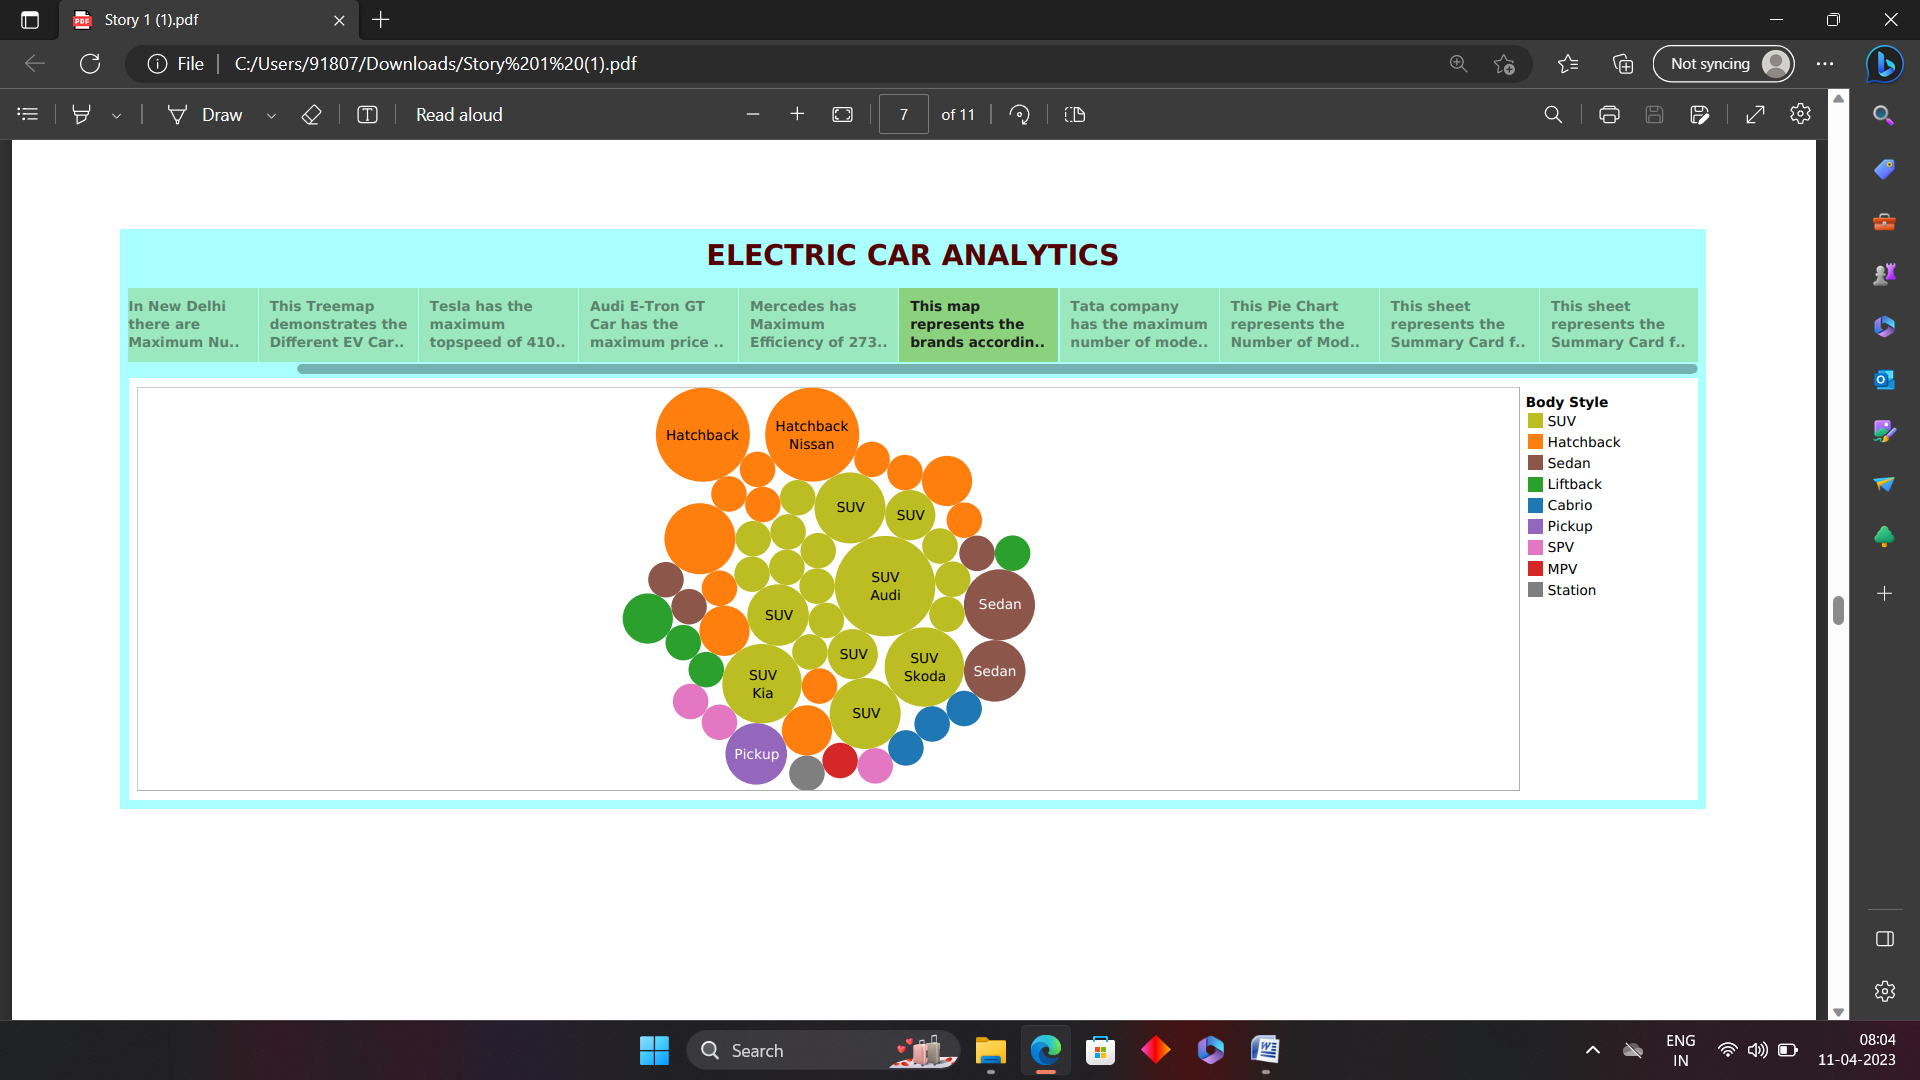 Story 1 (1).pdf
File
C:/Users/91807/Downloads/Story%201%20(1).pdf
Not syncing
Draw
Read aloud
7
of 11
ELECTRIC CAR ANALYTICS
In New Delhi
there are
Maximum Nu..
This Treemap
demonstrates the
Different EV Car..
Tesla has the
maximum
topspeed of 410..
Audi E-Tron GT
Car has the
maximum price ..
Mercedes has
Maximum
Efficiency of 273..
This map
represents the
brands accordin..
Tata company
has the maximum
number of mode..
This Pie Chart
represents the
Number of Mod..
This sheet
represents the
Summary Card f..
This sheet
represents the
Summary Card f..
Hatchback
Hatchback
Nissan
SUV
SUV
SUV
Audi
Sedan
SUV
SUV
SUV
Skoda
Sedan
SUV
Kia
SUV
Pickup
Body Style
SUV
Hatchback
Sedan
Liftback
Cabrio
Pickup
SPV
MPV
Station
Search
ENG
IN
08:04
11-04-2023